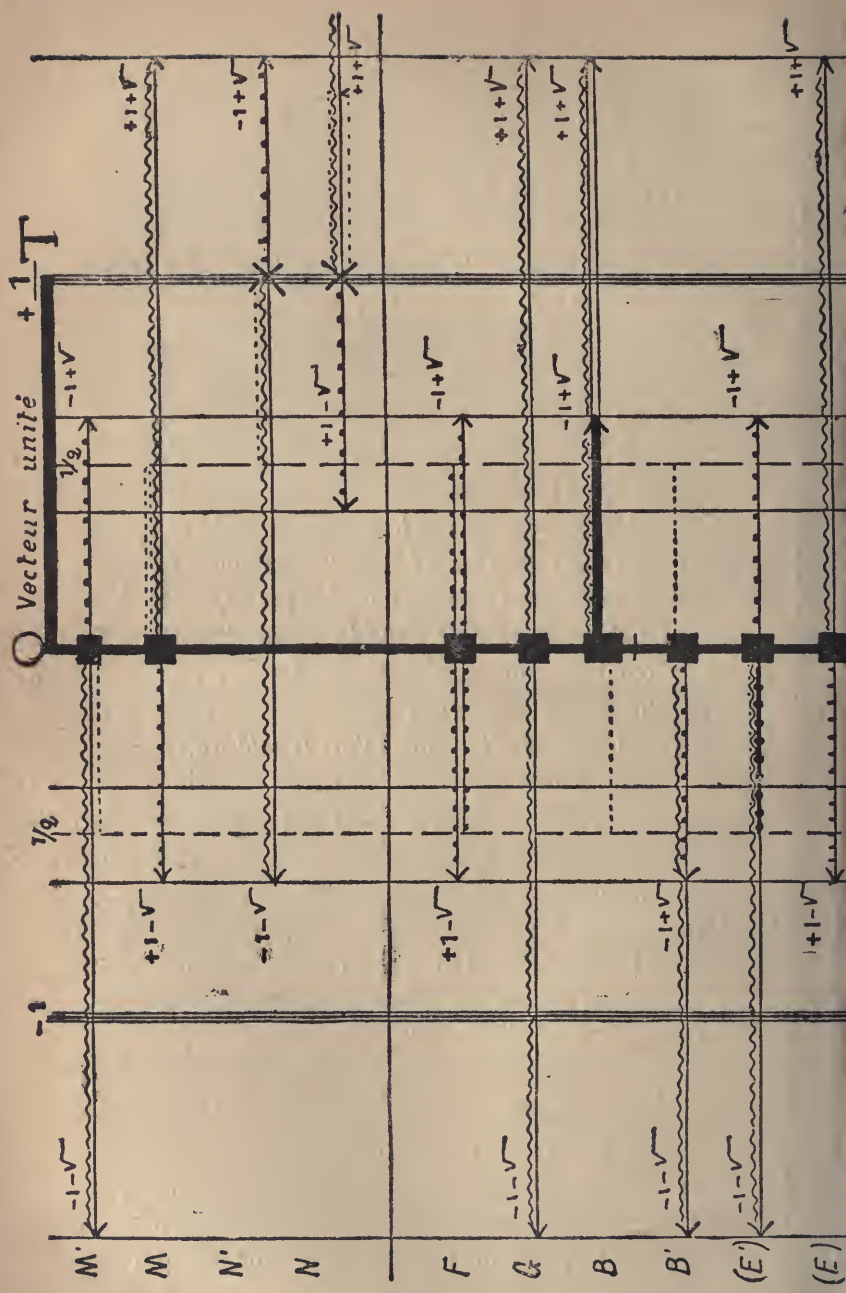 O Vecteur unité + 1 T
1/2
-1+√
+1+√
-1+√
+1+√
+1-√
1/2
-1
-1-√
+1-√
-1-√
-1+√
+1+√
-1+√
+1+√
-1+√
+1+√
+1-√
-1+√
+1-√
-1-√
-1-√
-1-√
M'
M
N'
N
F
G
B
B'
(E')
(E)